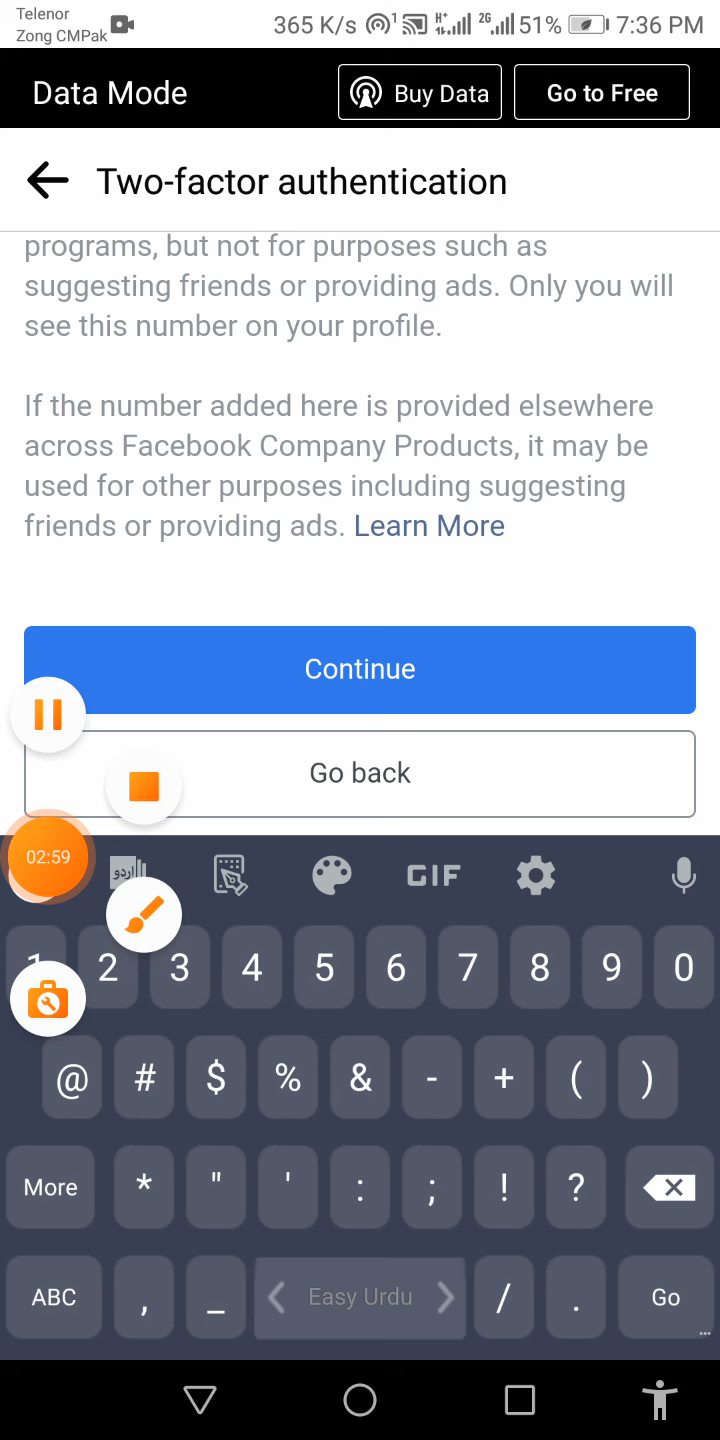 Telenor
Zong CMPak
365 K/s 1 H+ 2G 51% 7:36 PM
Data Mode Buy Data Go to Free
Two-factor authentication
programs, but not for purposes such as
suggesting friends or providing ads. Only you will
see this number on your profile.
If the number added here is provided elsewhere
across Facebook Company Products, it may be
used for other purposes including suggesting
friends or providing ads. Learn More
Continue
Go back
02:59 اردو GIF
1 2 3 4 5 6 7 8 9 0
@ # $ % & - + ( )
More * " ' : ; ! ?
ABC , _ Easy Urdu / . Go